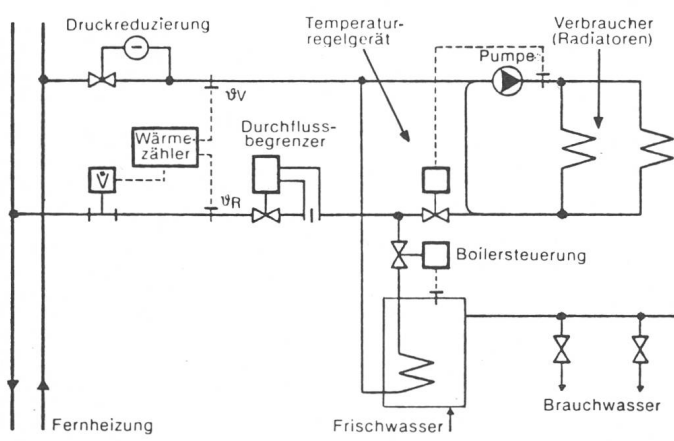 Druckreduzierung
Temperatur-
regelgerät
Verbraucher
(Radiatoren)
Pumpe
ϑV
Wärme-
zähler
Durchfluss-
begrenzer
V̇
ϑR
Boilersteuerung
Brauchwasser
Fernheizung
Frischwasser